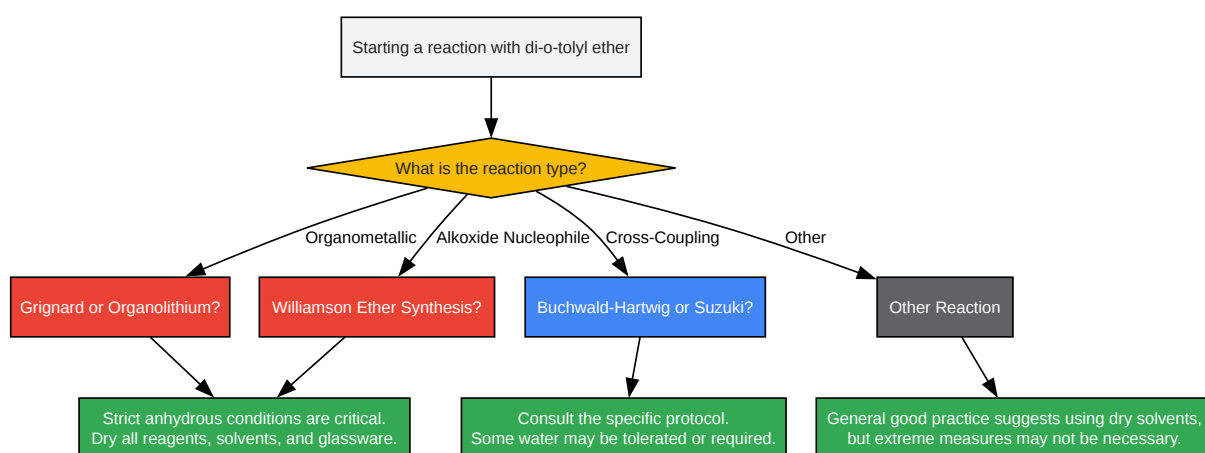 Starting a reaction with di-o-tolyl ether
What is the reaction type?
Organometallic
Alkoxide Nucleophile
Cross-Coupling
Other
Grignard or Organolithium?
Williamson Ether Synthesis?
Buchwald-Hartwig or Suzuki?
Other Reaction
Strict anhydrous conditions are critical.
Dry all reagents, solvents, and glassware.
Consult the specific protocol.
Some water may be tolerated or required.
General good practice suggests using dry solvents,
but extreme measures may not be necessary.